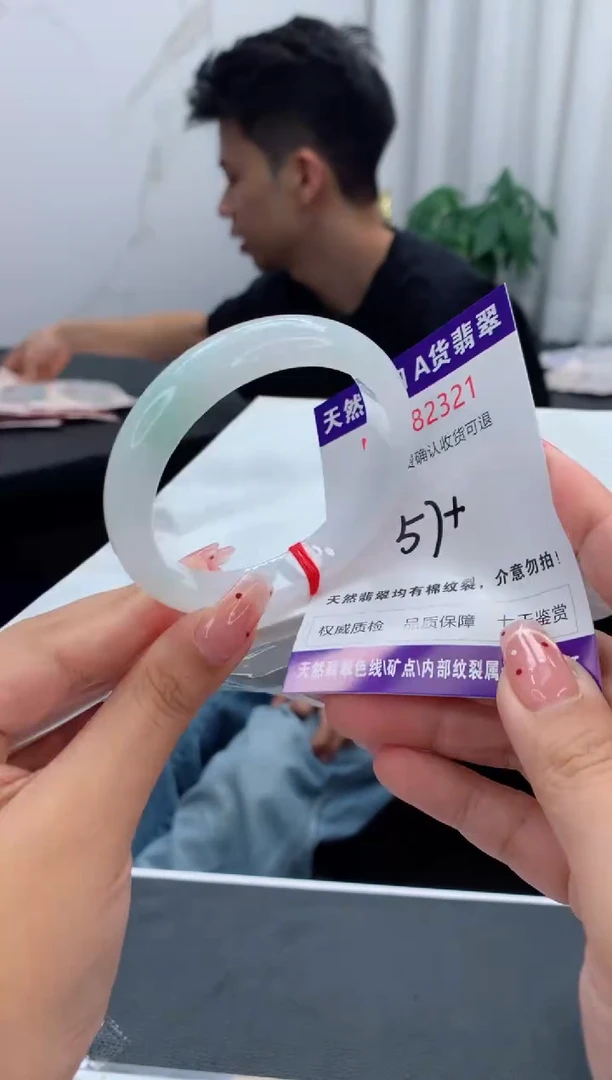 天然 A货翡翠
82321
确认收货可退
5)+
天然翡翠均有棉纹裂，介意勿拍！
权威质检 品质保障 十天鉴赏
天然翡翠色线\矿点\内部纹裂属